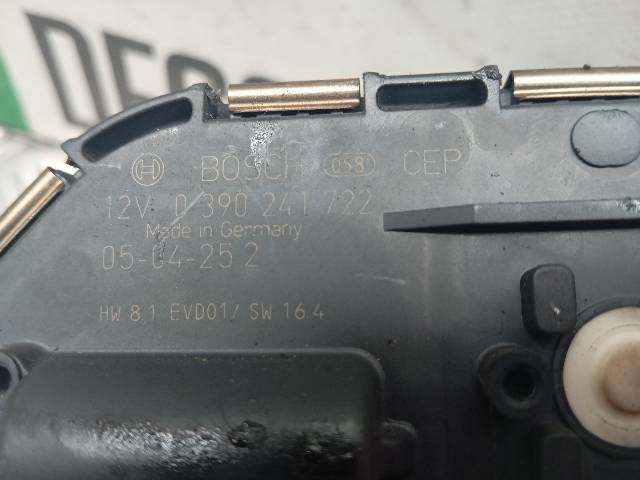 BOSCH 058 CEP
12V 0 390 241 722
Made in Germany
05-04-25 2
HW 8.1 EVD01/ SW 16.4